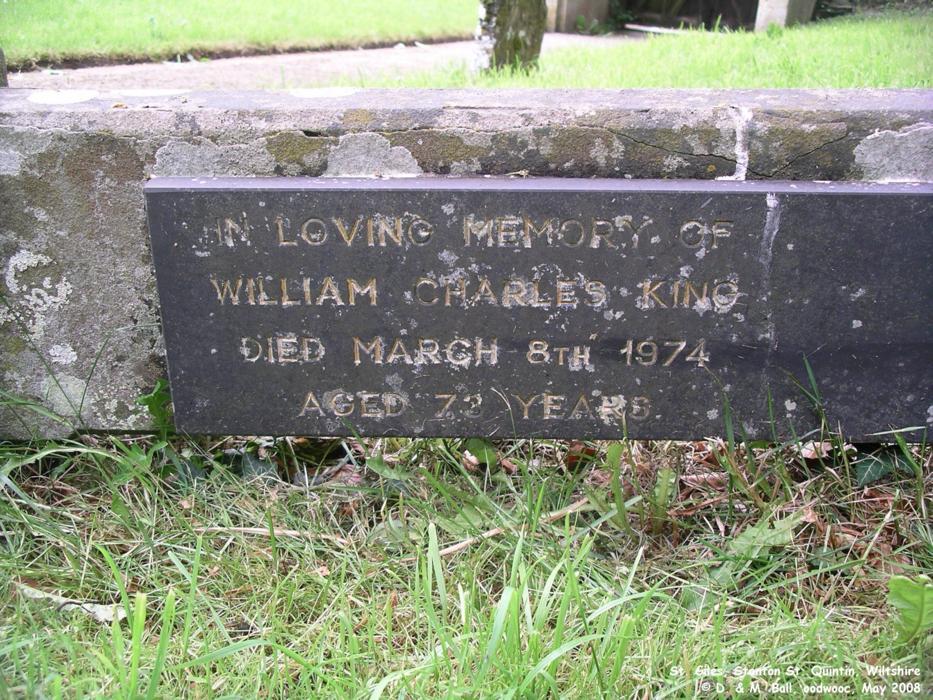 IN LOVING MEMORY OF
WILLIAM CHARLES KING
DIED MARCH 8TH 1974
AGED 73 YEARS
St. Giles, Stanton St. Quintin, Wiltshire
© D. & M. Ball, oodwooc, May 2008